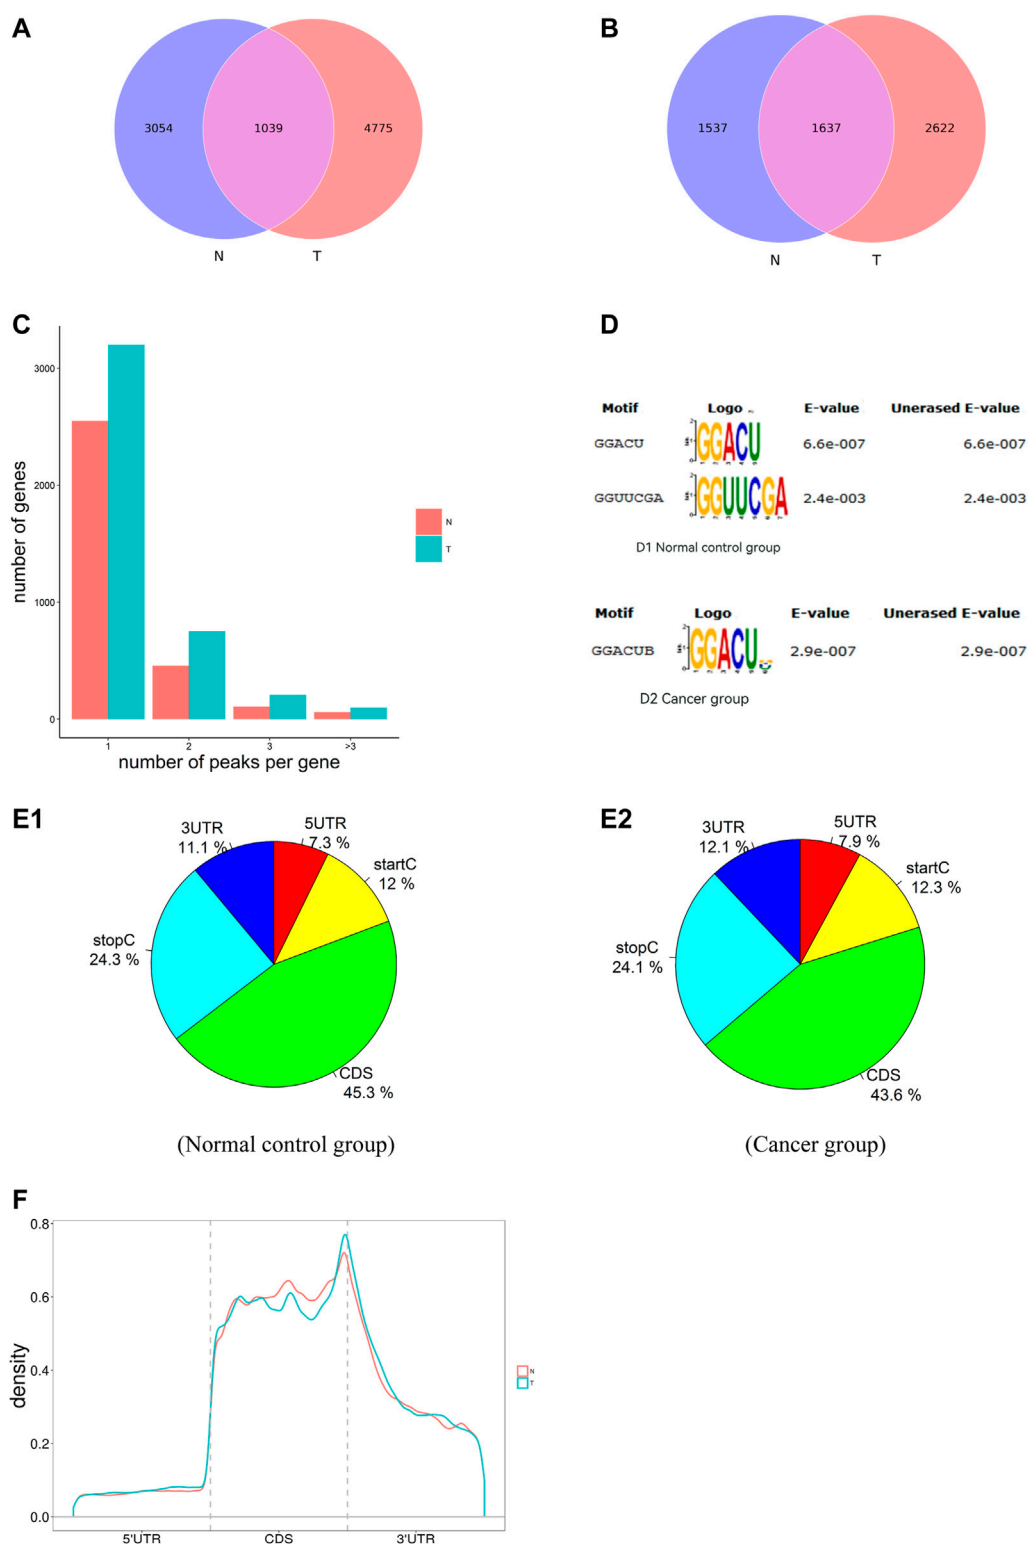 A
B
3054
1039
4775
1537
1637
2622
N
T
N
T
C
D
number of genes
3000
2000
1000
0
1
2
3
>3
number of peaks per gene
N
T
Motif Logo E-value Unerased E-value
GGACU GGACU 6.6e-007 6.6e-007
GGUUCGA GGUUCGA 2.4e-003 2.4e-003
D1 Normal control group
Motif Logo E-value Unerased E-value
GGACUB GGACU 2.9e-007 2.9e-007
D2 Cancer group
E1
3UTR
11.1 %
5UTR
7.3 %
startC
12 %
stopC
24.3 %
CDS
45.3 %
(Normal control group)
E2
3UTR
12.1 %
5UTR
7.9 %
startC
12.3 %
stopC
24.1 %
CDS
43.6 %
(Cancer group)
F
density
0.8
0.6
0.4
0.2
0.0
5'UTR
CDS
3'UTR
N
T